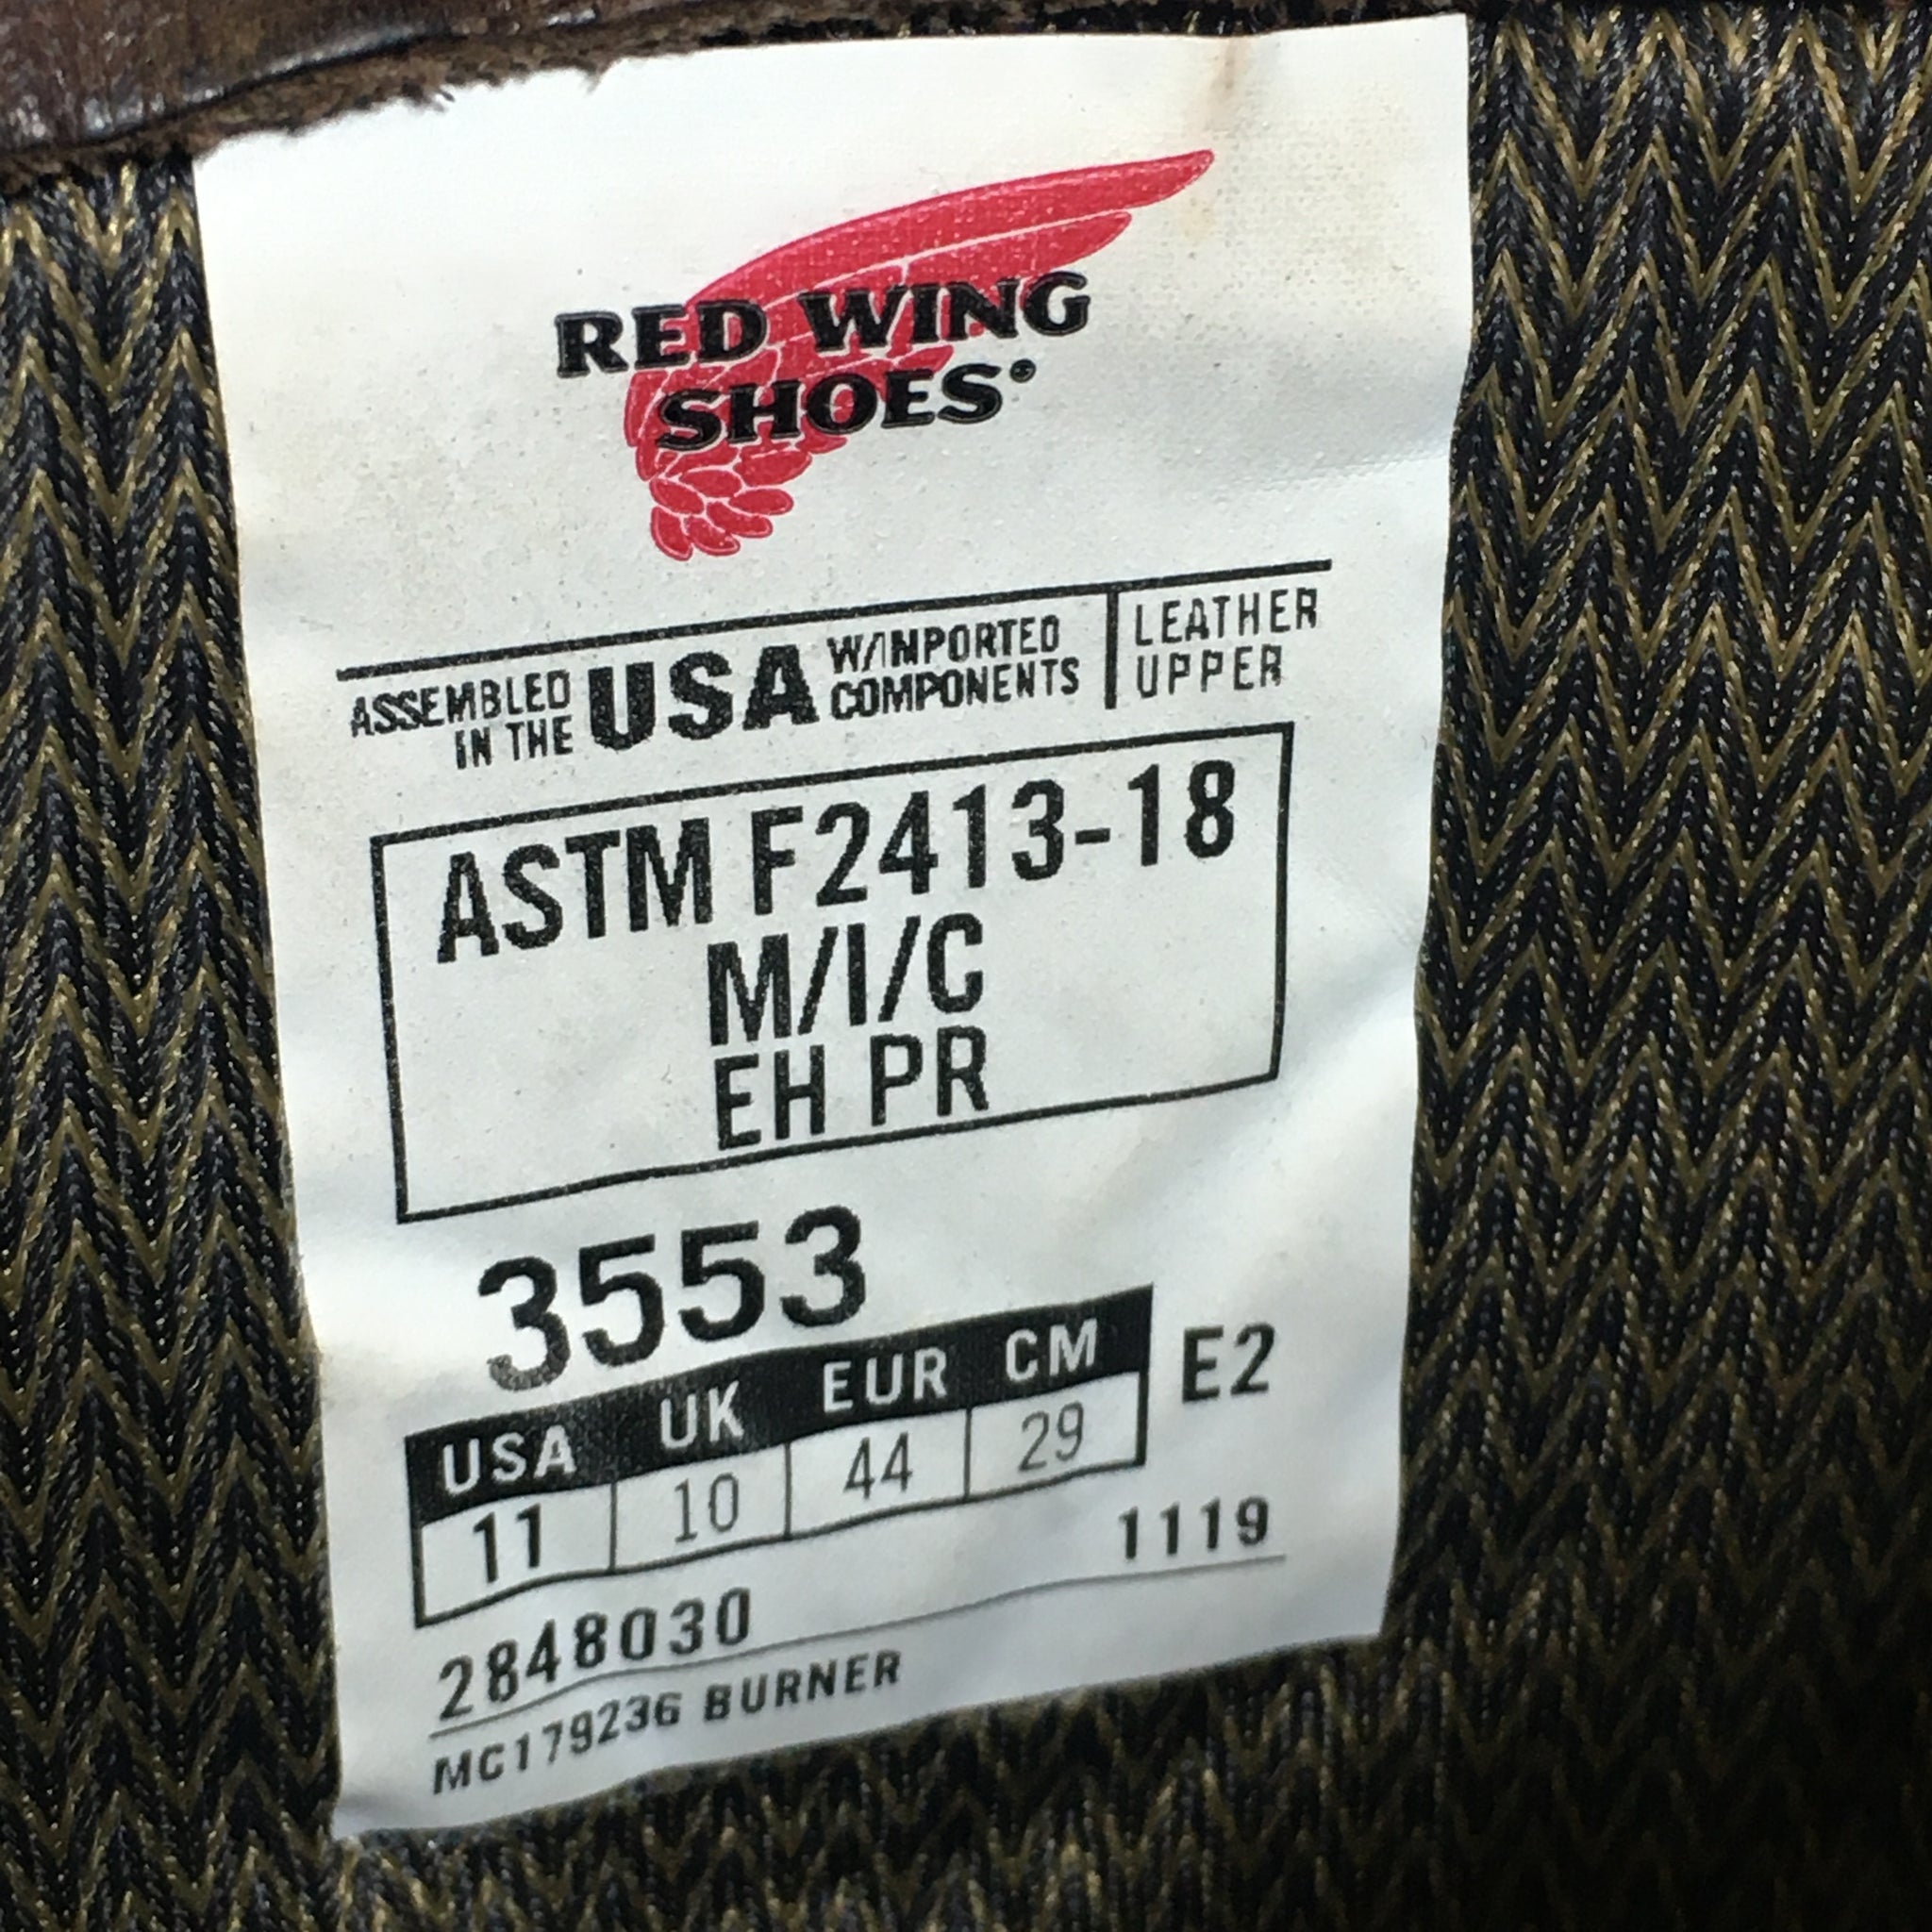 RED WING
SHOES®
ASSEMBLED
IN THE
USA
W/IMPORTED
COMPONENTS
LEATHER
UPPER
ASTM F2413-18
M/I/C
EH PR
3553
USA UK EUR CM
E2
11 10 44 29
1119
2848030
MC179236 BURNER